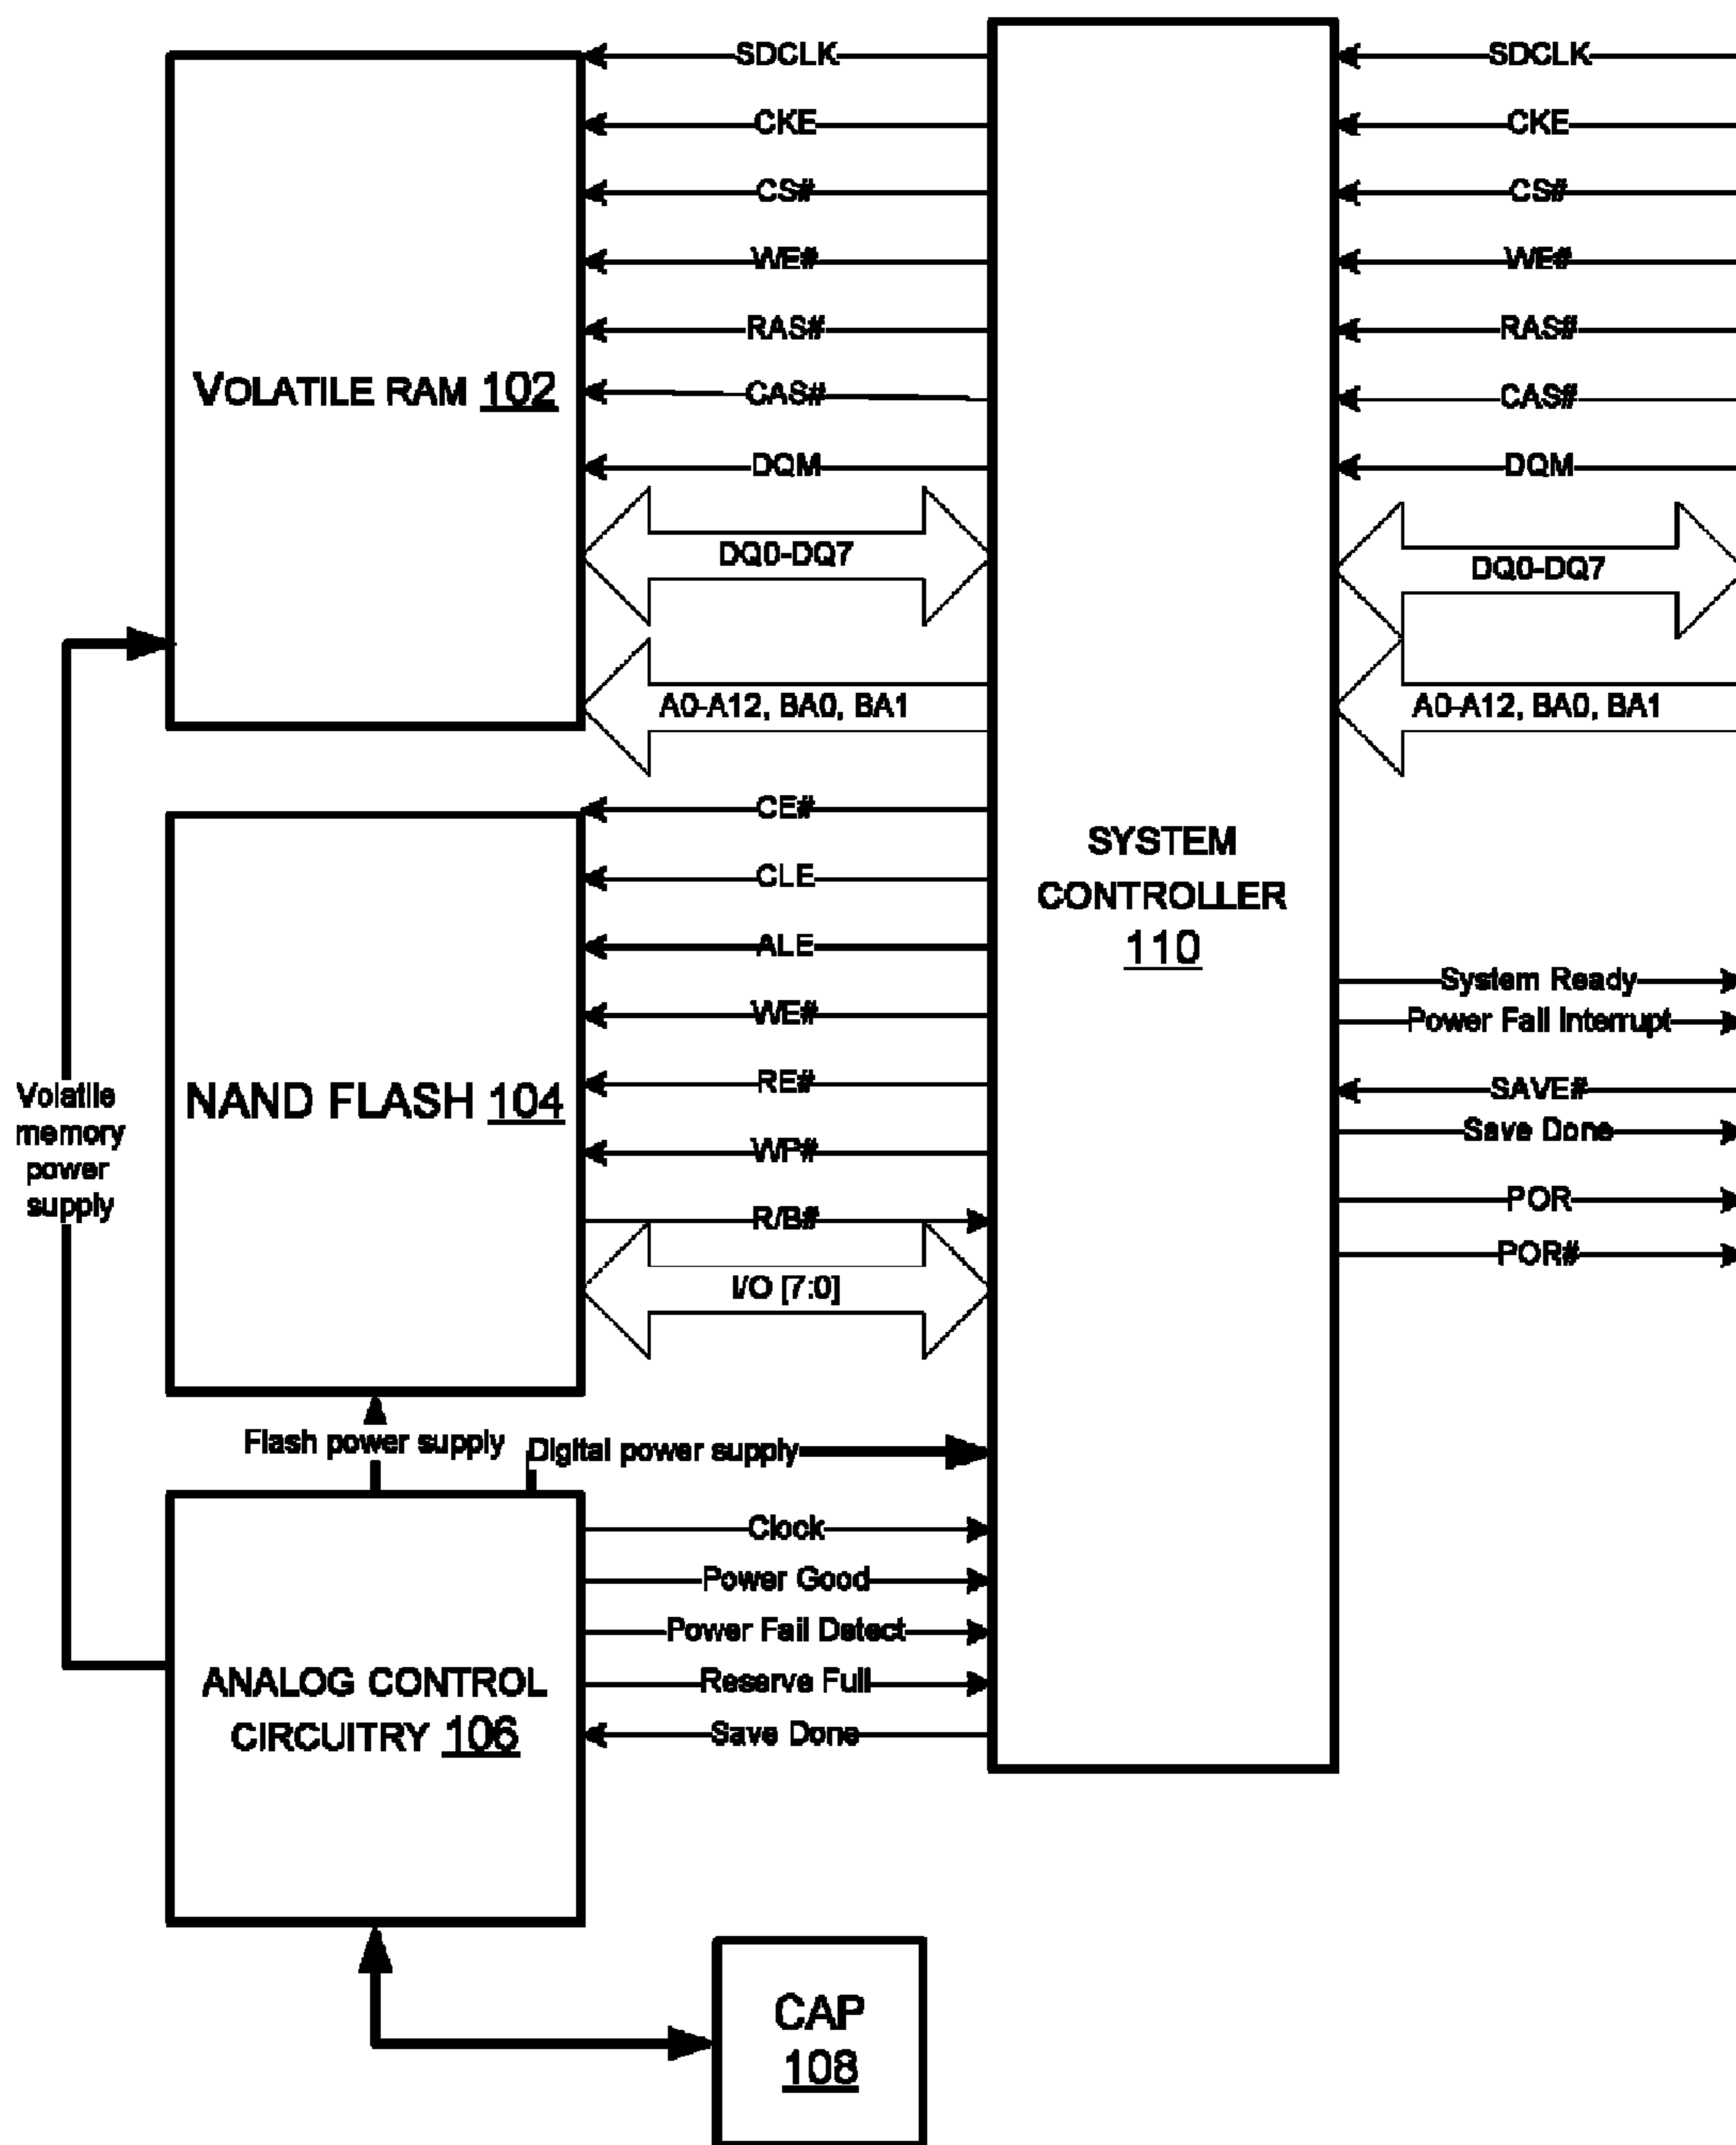 SDCLK
SDCLK
CKE
CKE
CS#
CS#
WE#
WE#
RAS#
RAS#
VOLATILE RAM 102
CAS#
CAS#
DQM
DQM
DQ0-DQ7
DQ0-DQ7
A0-A12, BA0, BA1
A0-A12, BA0, BA1
CE#
SYSTEM
CONTROLLER
110
CLE
ALE
System Ready
WE#
Power Fail Interrupt
Volatile
memory
power
supply
NAND FLASH 104
RE#
SAVE#
Save Done
WP#
POR
R/B#
POR#
I/O [7:0]
Flash power supply
Digital power supply
Clock
Power Good
Power Fail Detect
Reserve Full
ANALOG CONTROL
CIRCUITRY 106
Save Done
CAP
108